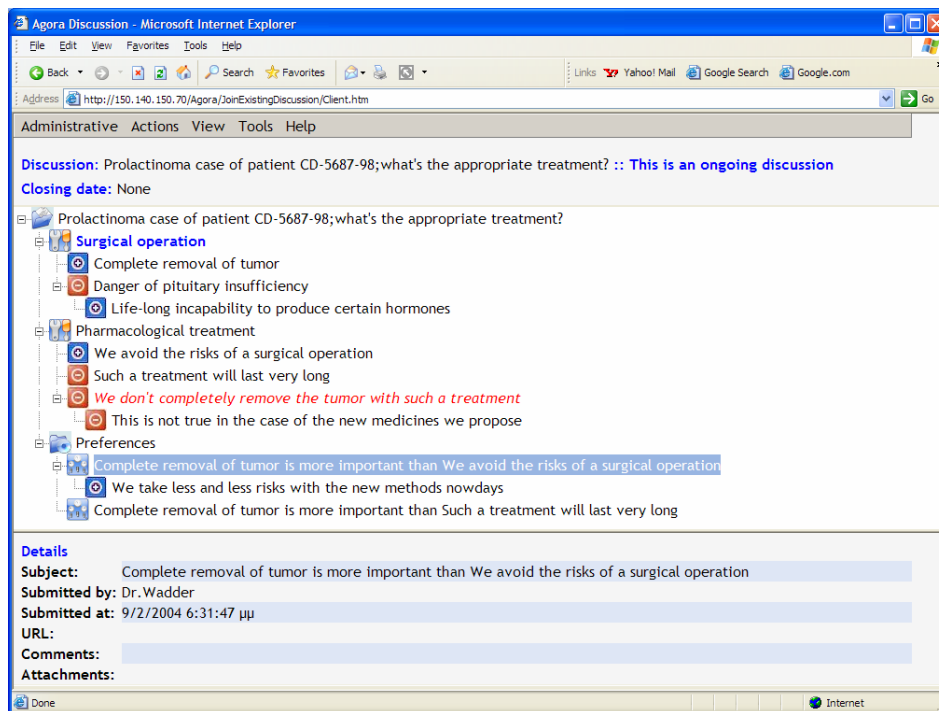 Agora Discussion - Microsoft Internet Explorer
File Edit View Favorites Tools Help
Back Search Favorites Links Yahoo! Mail Google Search Google.com
Address http://150.140.150.70/Agora/JoinExistingDiscussion/Client.htm Go
Administrative Actions View Tools Help
Discussion: Prolactinoma case of patient CD-5687-98;what's the appropriate treatment? :: This is an ongoing discussion
Closing date: None
Prolactinoma case of patient CD-5687-98;what's the appropriate treatment?
Surgical operation
Complete removal of tumor
Danger of pituitary insufficiency
Life-long incapability to produce certain hormones
Pharmacological treatment
We avoid the risks of a surgical operation
Such a treatment will last very long
We don't completely remove the tumor with such a treatment
This is not true in the case of the new medicines we propose
Preferences
Complete removal of tumor is more important than We avoid the risks of a surgical operation
We take less and less risks with the new methods nowdays
Complete removal of tumor is more important than Such a treatment will last very long
Details
Subject: Complete removal of tumor is more important than We avoid the risks of a surgical operation
Submitted by: Dr.Wadder
Submitted at: 9/2/2004 6:31:47 μμ
URL:
Comments:
Attachments:
Done Internet